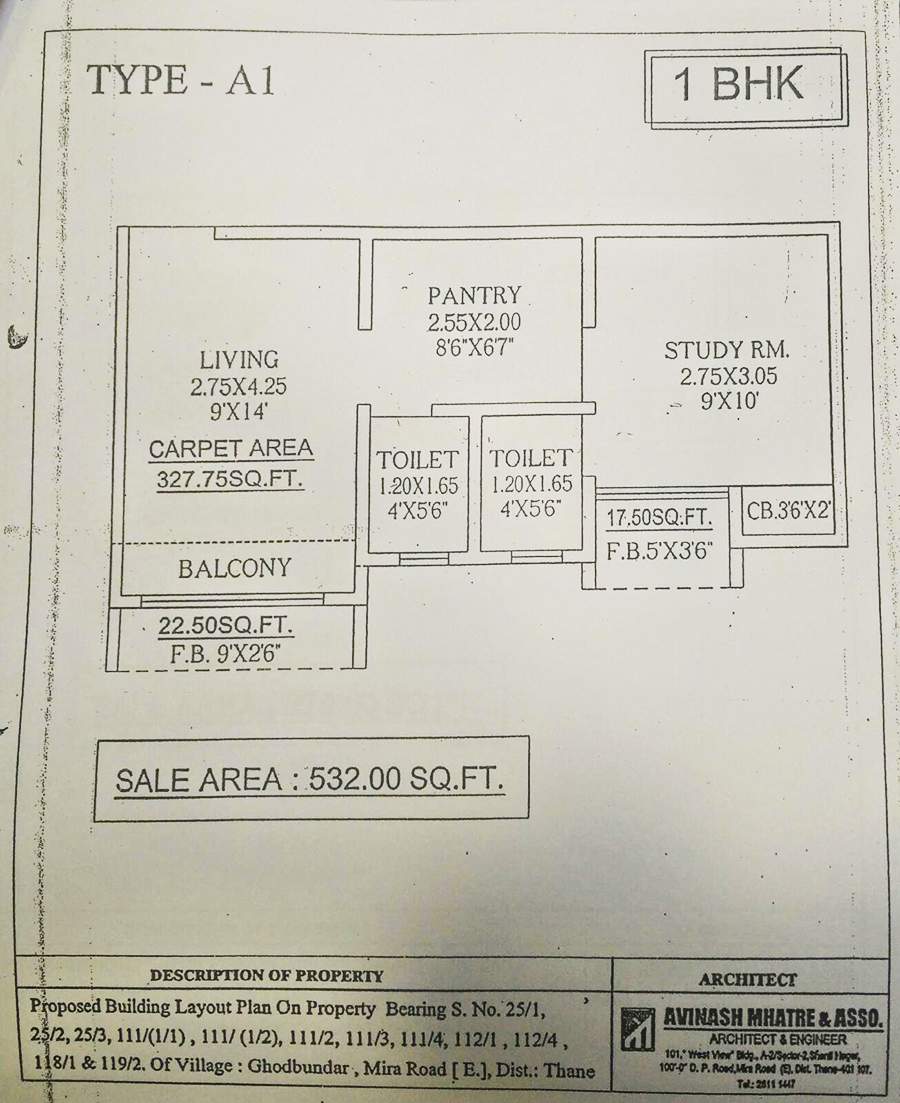 TYPE - A1
1 BHK
PANTRY
2.55X2.00
8'6"X6'7"
LIVING
2.75X4.25
9'X14'
CARPET AREA
327.75SQ.FT.
STUDY RM.
2.75X3.05
9'X10'
TOILET
1.20X1.65
4'X5'6"
TOILET
1.20X1.65
4'X5'6"
17.50SQ.FT.
F.B.5'X3'6"
CB.3'6'X2'
BALCONY
22.50SQ.FT.
F.B. 9'X2'6"
SALE AREA : 532.00 SQ.FT.
DESCRIPTION OF PROPERTY
Proposed Building Layout Plan On Property Bearing S. No. 25/1,
25/2, 25/3, 111/(1/1) , 111/ (1/2), 111/2, 111/3, 111/4, 112/1 , 112/4 ,
118/1 & 119/2. Of Village : Ghodbundar , Mira Road [ E.], Dist.: Thane
ARCHITECT
AVINASH MHATRE & ASSO.
ARCHITECT & ENGINEER
101," West View" Bldg., A-2/Sector-2,Shanti Nagar,
100'-0" D. P. Road,Mira Road (E). Dist. Thane-401 107.
Tel.: 2811 1447